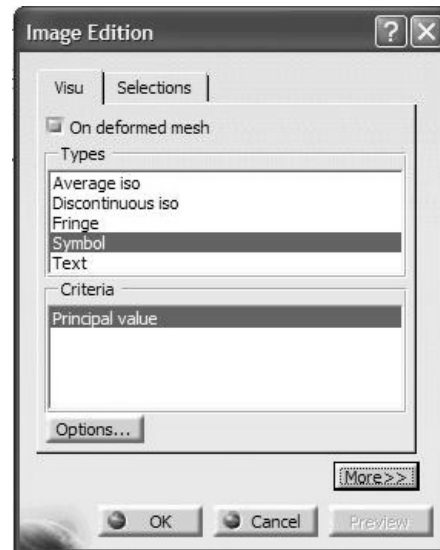 Image Edition ? X
Visu Selections
On deformed mesh
Types
Average iso
Discontinuous iso
Fringe
Symbol
Text
Criteria
Principal value
Options...
More>>
OK Cancel Preview